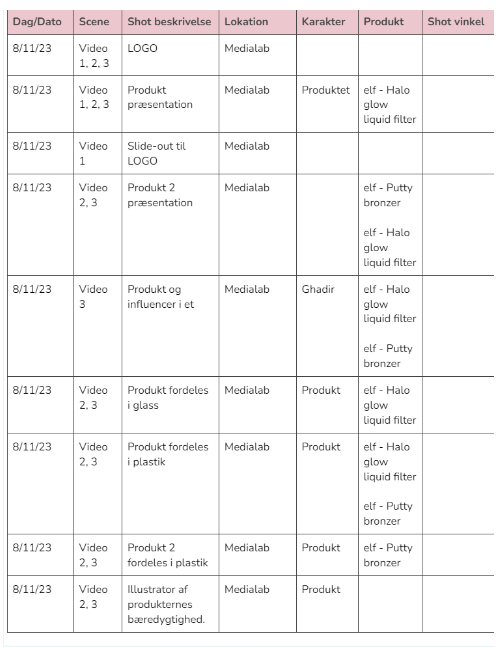 Dag/Dato Scene Shot beskrivelse Lokation Karakter Produkt Shot vinkel
8/11/23 Video LOGO Medialab
1, 2, 3
8/11/23 Video Produkt Medialab Produktet elf - Halo
1, 2, 3 præsentation glow
liquid filter
8/11/23 Video Slide-out til Medialab
1 LOGO
8/11/23 Video Produkt 2 Medialab elf - Putty
2, 3 præsentation bronzer
elf - Halo
glow
liquid filter
8/11/23 Video Produkt og Medialab Ghadir elf - Halo
3 influencer i et glow
liquid filter
elf - Putty
bronzer
8/11/23 Video Produkt fordeles Medialab Produkt elf - Halo
2, 3 i glass glow
liquid filter
8/11/23 Video Produkt fordeles Medialab Produkt elf - Halo
2, 3 i plastik glow
liquid filter
elf - Putty
bronzer
8/11/23 Video Produkt 2 Medialab Produkt elf - Putty
2, 3 fordeles i plastik bronzer
8/11/23 Video Illustrator af Medialab Produkt
2, 3 produkternes
bæredygtighed.